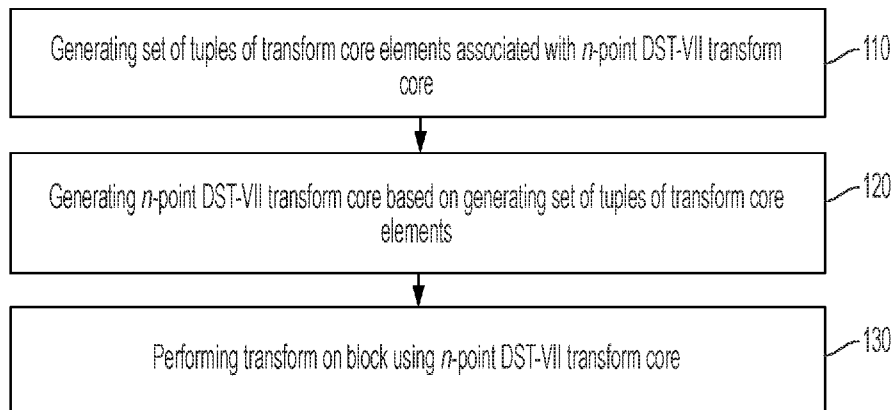 Generating set of tuples of transform core elements associated with n-point DST-VII transform
core
110
Generating n-point DST-VII transform core based on generating set of tuples of transform core
elements
120
Performing transform on block using n-point DST-VII transform core
130